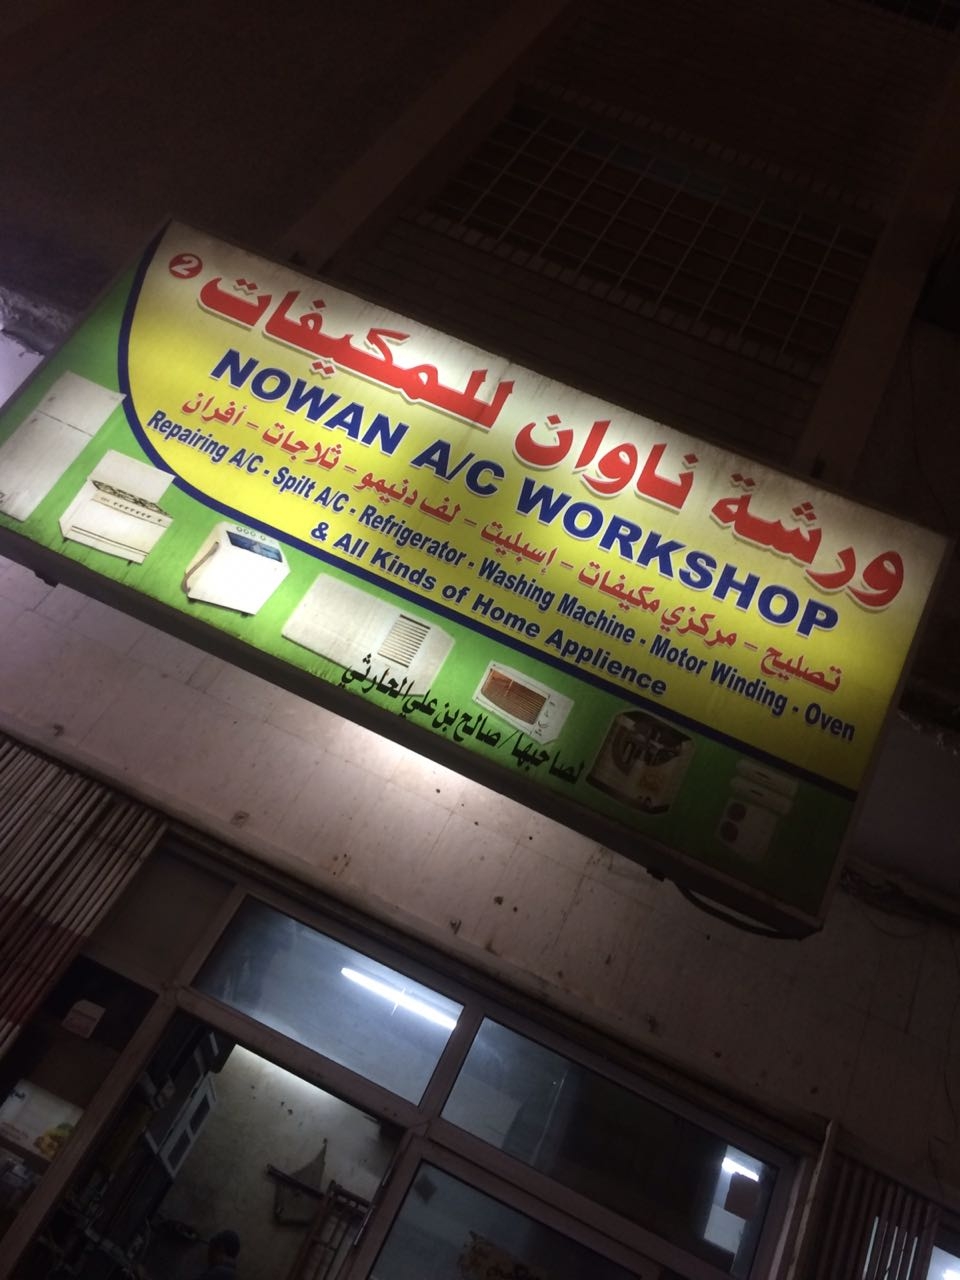 ورشة ناوان للمكيفات 2
NOWAN A/C WORKSHOP
تصليح - مركزي مكيفات - إسبليت - لف دنيمو - ثلاجات - أفران
Repairing A/C - Spilt A/C - Refrigerator - Washing Machine - Motor Winding - Oven
& All Kinds of Home Applience
لصاحبها / صالح بن علي الحارثي